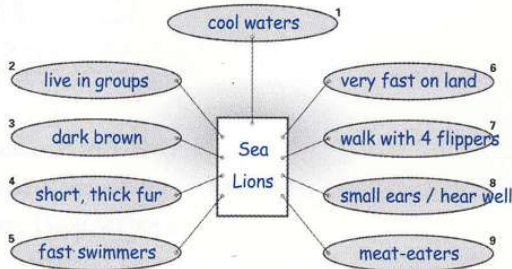 1
cool waters
2
live in groups
3
dark brown
4
short, thick fur
5
fast swimmers
Sea
Lions
6
very fast on land
7
walk with 4 flippers
8
small ears / hear well
9
meat-eaters